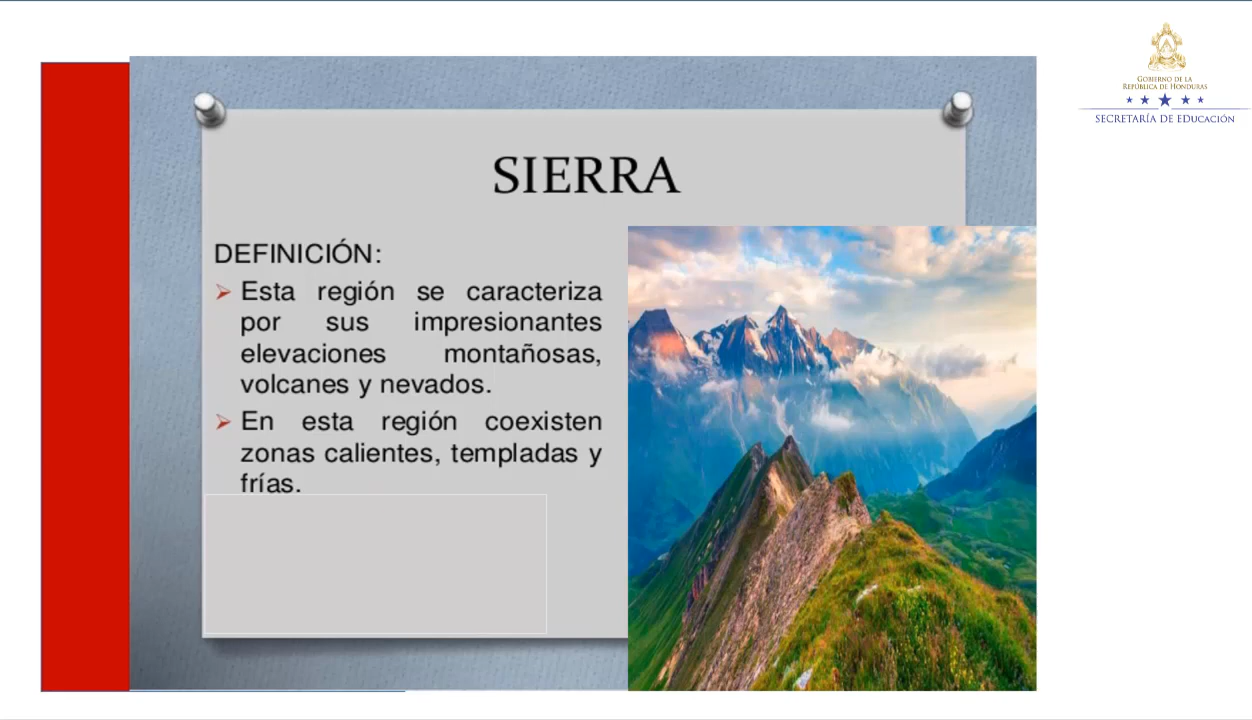 GOBIERNO DE LA
REPÚBLICA DE HONDURAS
SECRETARÍA DE EDUCACIÓN
SIERRA
DEFINICIÓN:
Esta región se caracteriza
por sus impresionantes
elevaciones montañosas,
volcanes y nevados.
En esta región coexisten
zonas calientes, templadas y
frías.